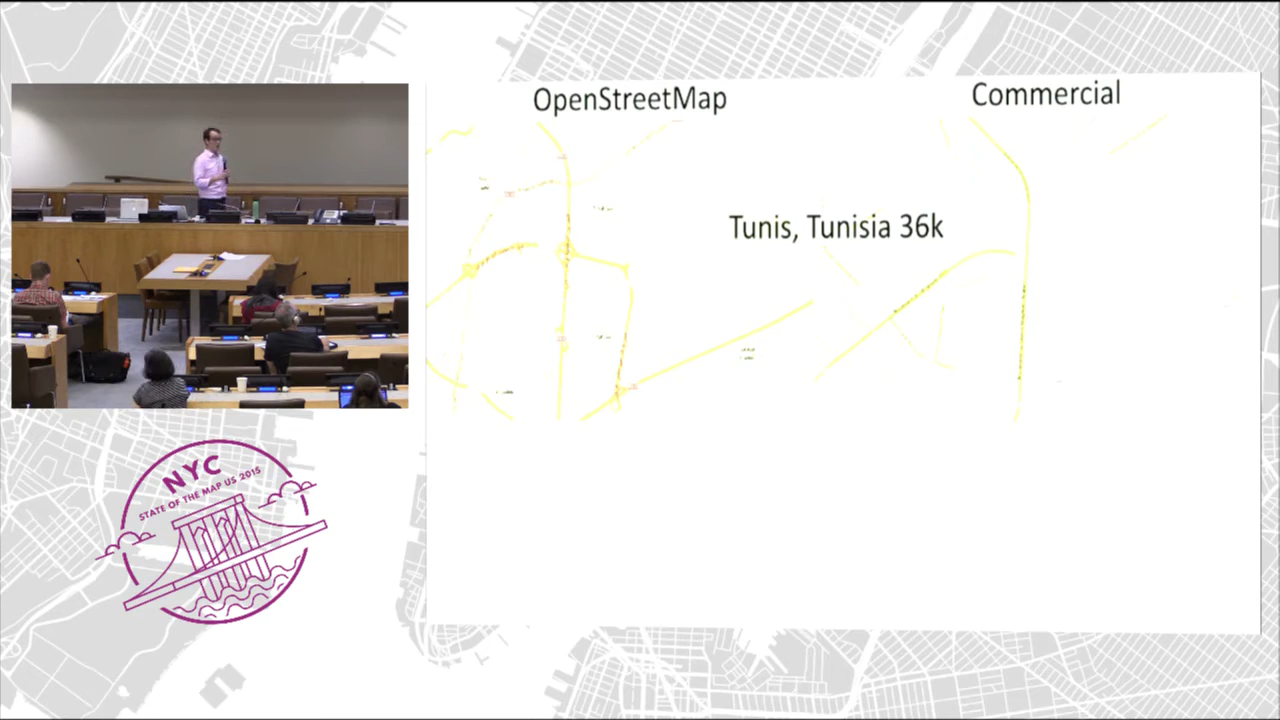 OpenStreetMap
Commercial
Tunis, Tunisia 36k
NYC
STATE OF THE MAP US 2015